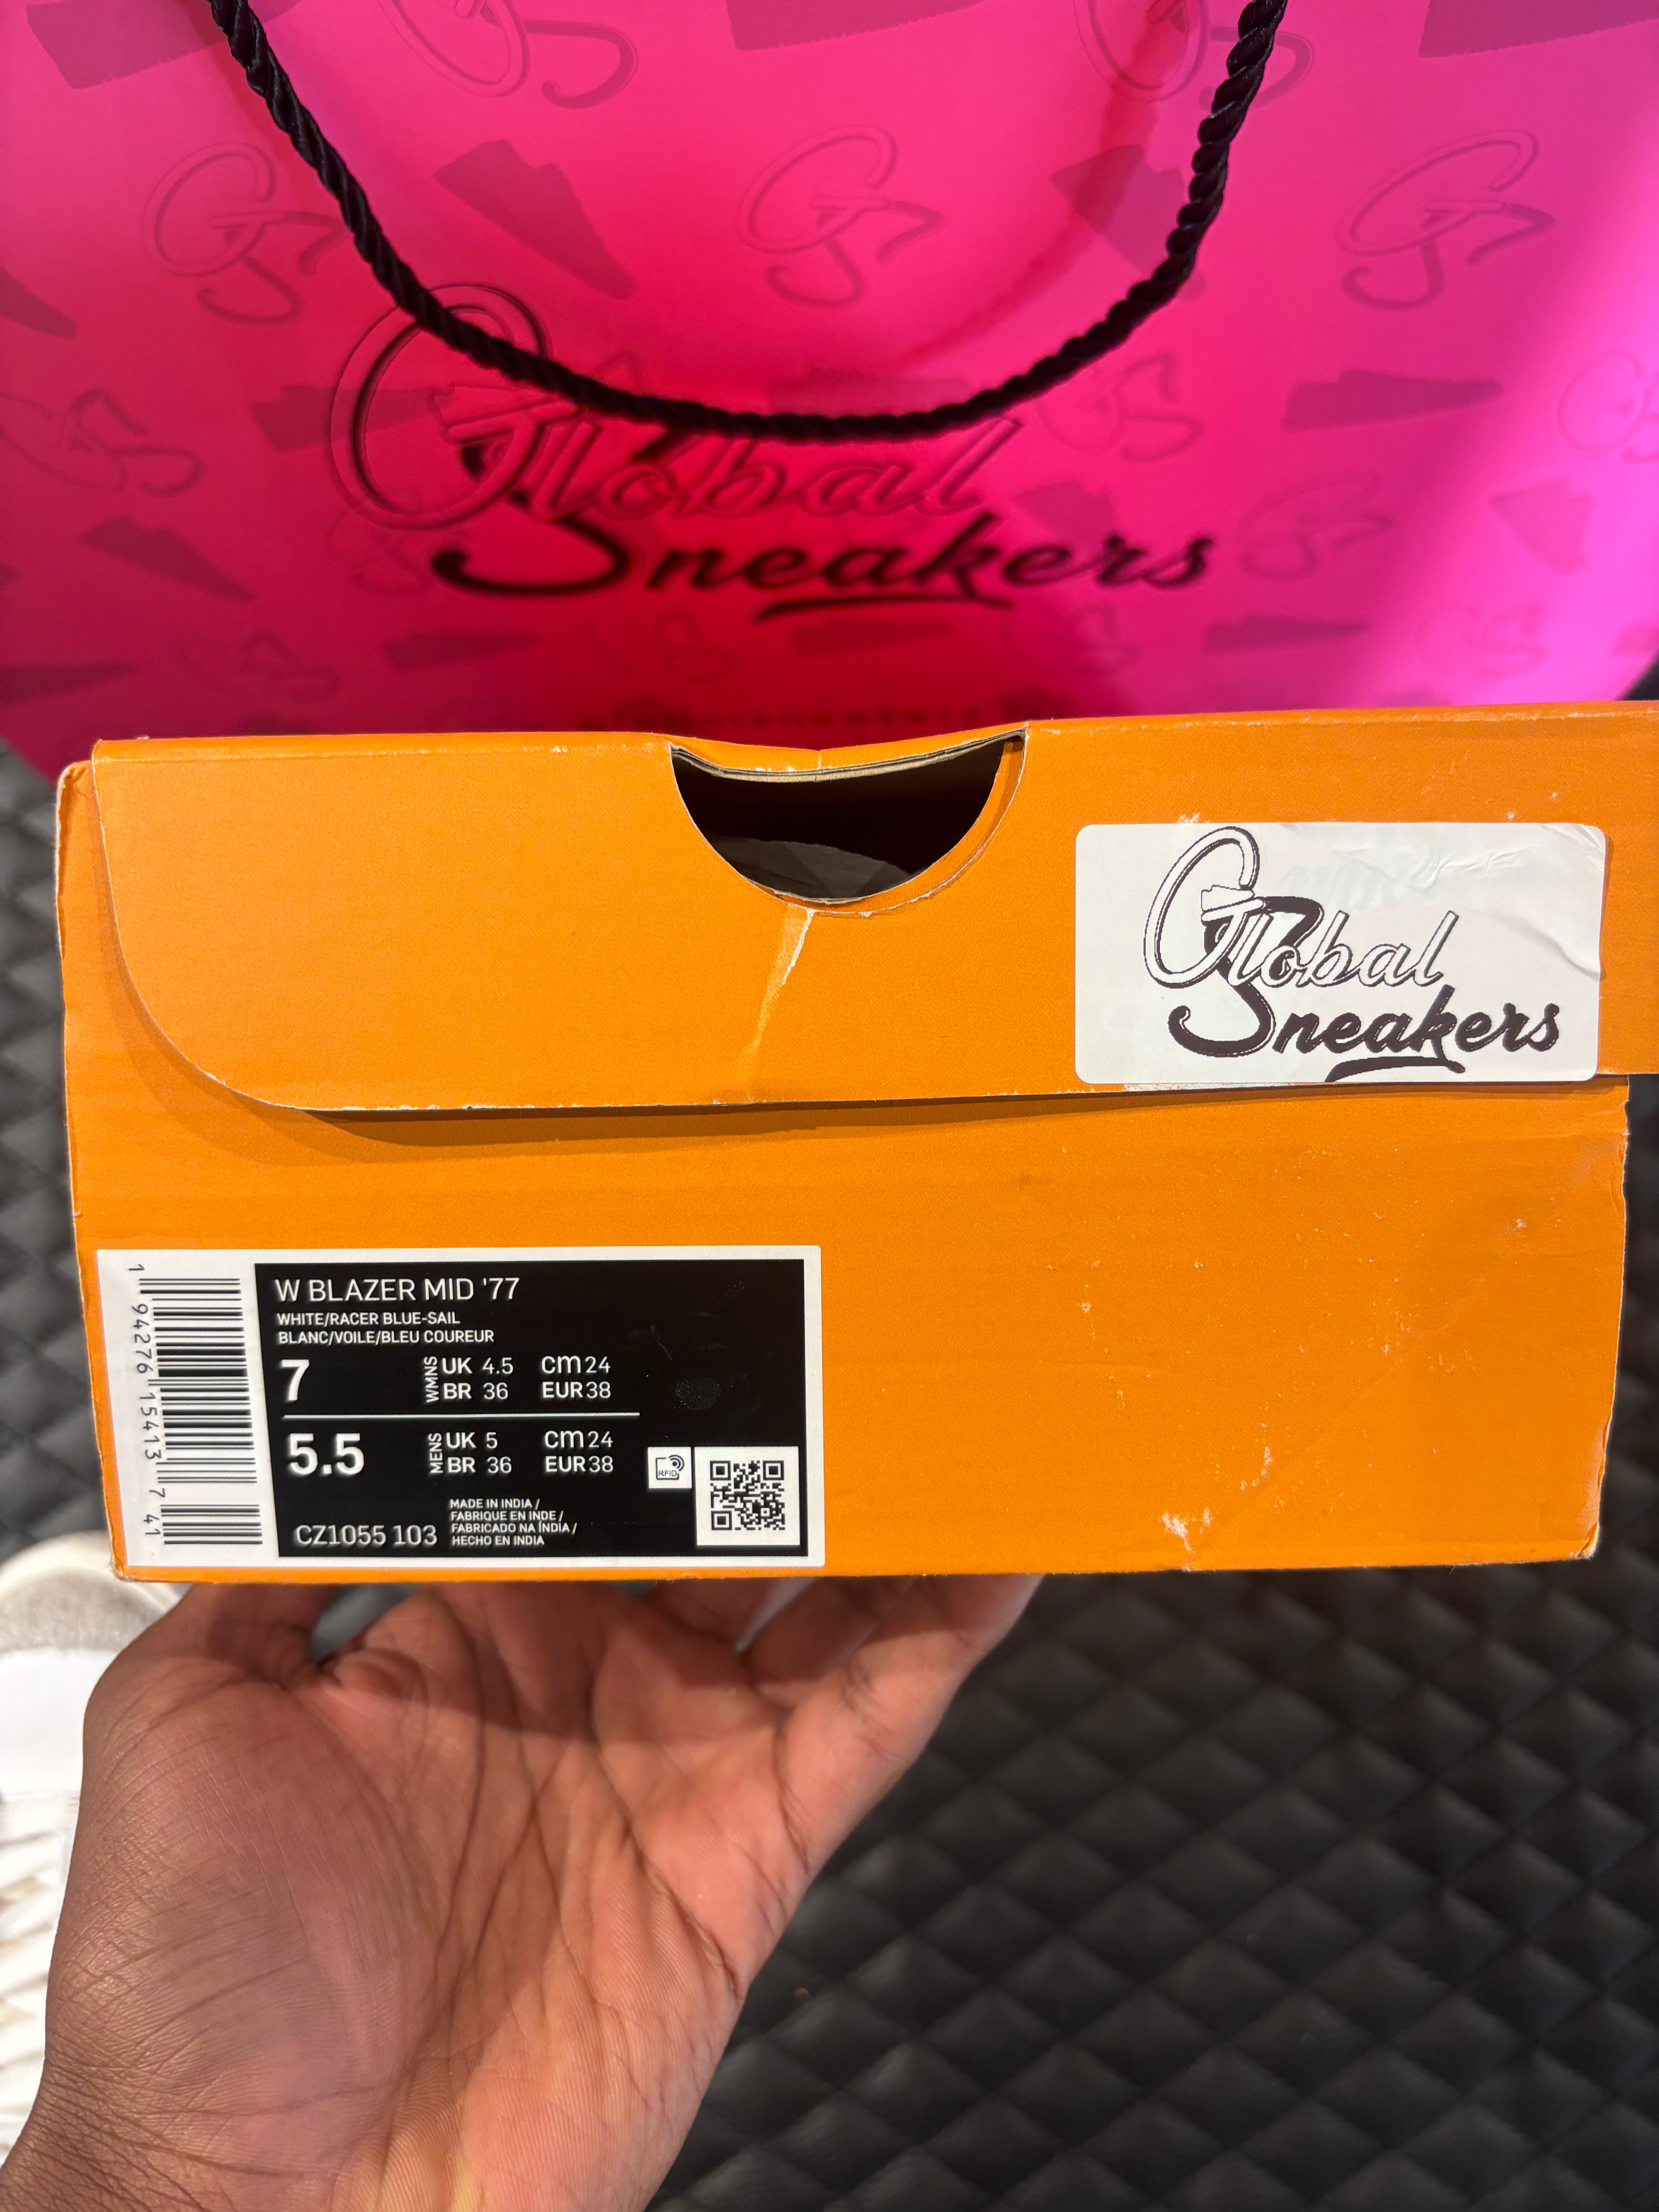 Global
Sneakers
Global
Sneakers
W BLAZER MID '77
WHITE/RACER BLUE-SAIL
BLANC/VOILE/BLEU COUREUR
7 WMNS UK 4.5 cm 24
BR 36 EUR 38
5.5 MENS UK 5 cm 24
BR 36 EUR 38
CZ1055 103
MADE IN INDIA /
FABRIQUE EN INDE /
FABRICADO NA ÍNDIA /
HECHO EN INDIA
RFID
1 94276 15413 7 41